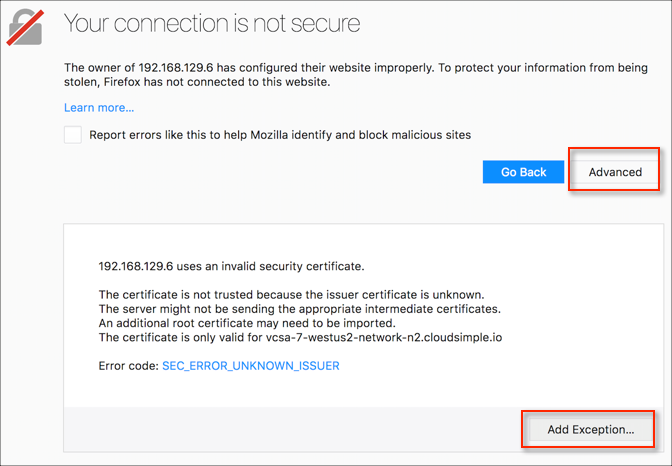 Your connection is not secure
The owner of 192.168.129.6 has configured their website improperly. To protect your information from being
stolen, Firefox has not connected to this website.
Learn more...
Report errors like this to help Mozilla identify and block malicious sites
Go Back
Advanced
192.168.129.6 uses an invalid security certificate.
The certificate is not trusted because the issuer certificate is unknown.
The server might not be sending the appropriate intermediate certificates.
An additional root certificate may need to be imported.
The certificate is only valid for vcsa-7-westus2-network-n2.cloudsimple.io
Error code: SEC_ERROR_UNKNOWN_ISSUER
Add Exception...